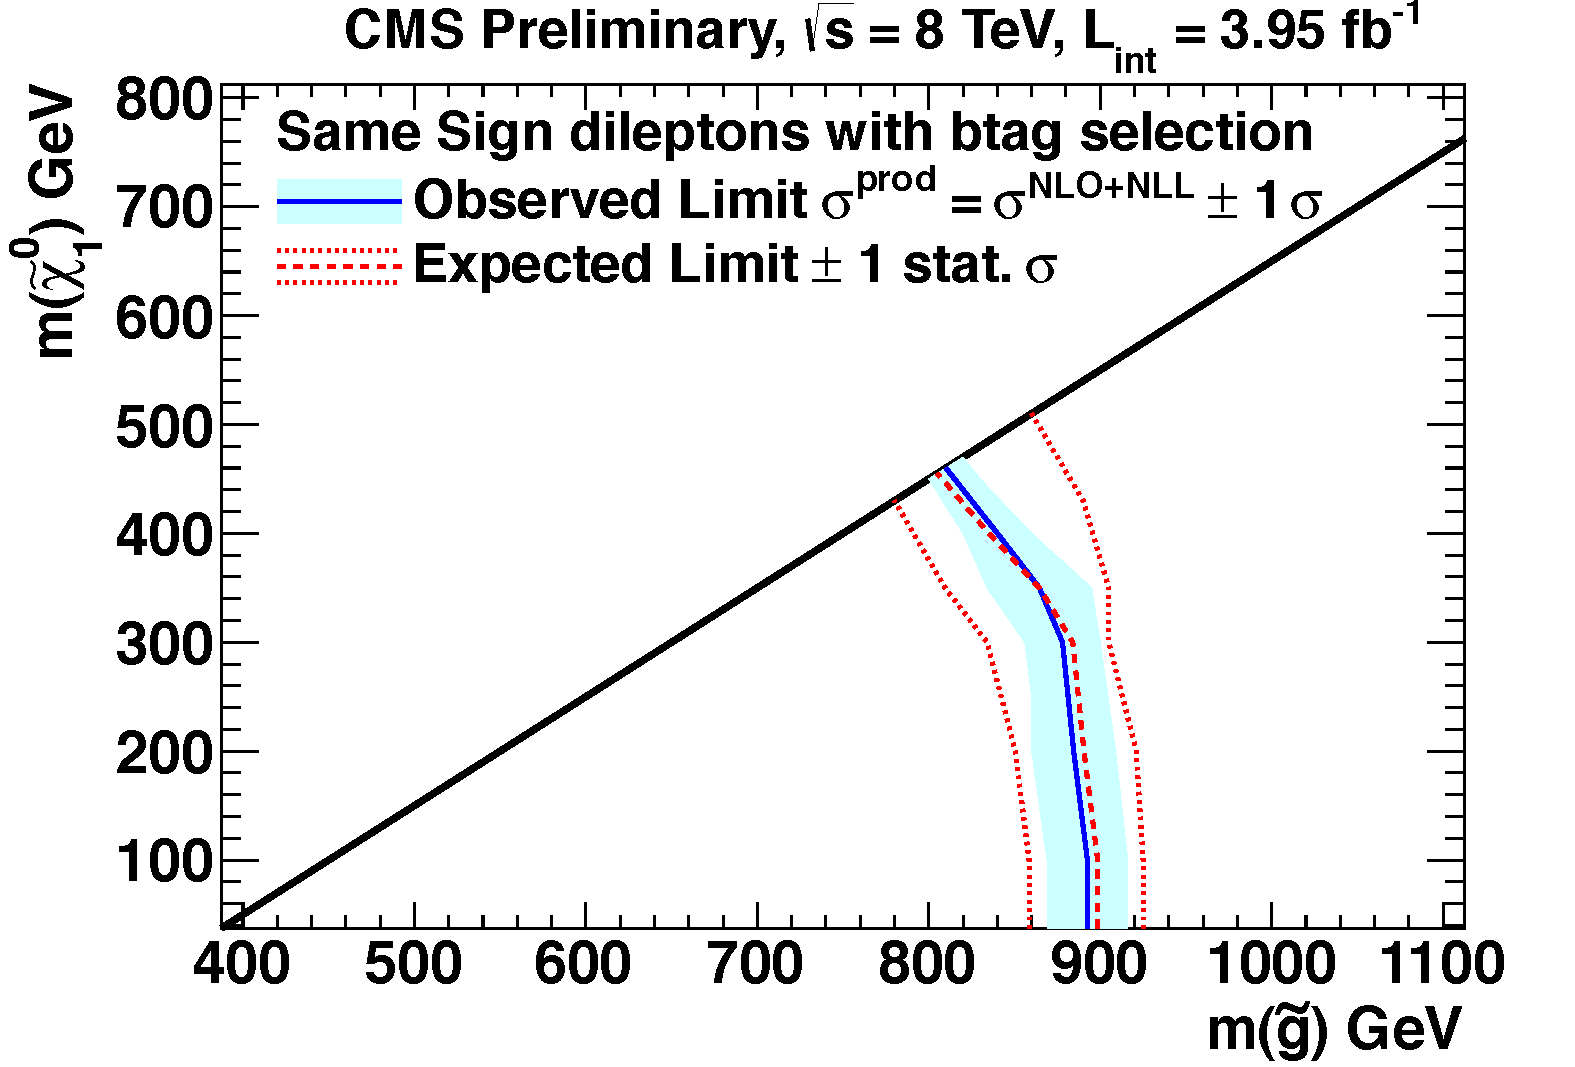 CMS Preliminary, √s = 8 TeV, L_int = 3.95 fb⁻¹
m(χ̃₁⁰) GeV
Same Sign dileptons with btag selection
Observed Limit σ^prod = σ^NLO+NLL ± 1 σ
Expected Limit ± 1 stat. σ
800
700
600
500
400
300
200
100
400 500 600 700 800 900 1000 1100
m(g̃) GeV